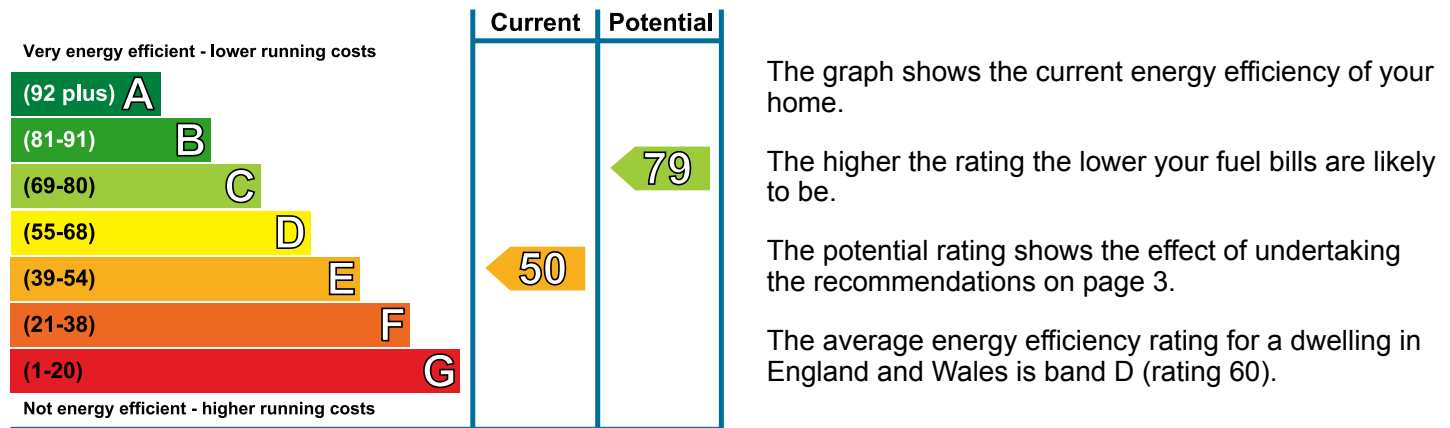 Current Potential
Very energy efficient - lower running costs
(92 plus) A
(81-91) B
(69-80) C
79
(55-68) D
(39-54) E
50
(21-38) F
(1-20) G
Not energy efficient - higher running costs
The graph shows the current energy efficiency of your
home.
The higher the rating the lower your fuel bills are likely
to be.
The potential rating shows the effect of undertaking
the recommendations on page 3.
The average energy efficiency rating for a dwelling in
England and Wales is band D (rating 60).